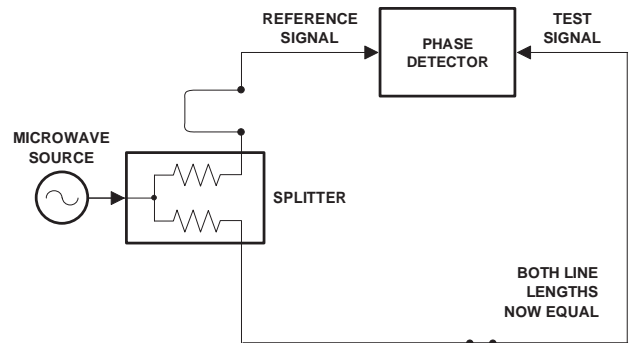 REFERENCE
SIGNAL
PHASE
DETECTOR
TEST
SIGNAL
MICROWAVE
SOURCE
SPLITTER
BOTH LINE
LENGTHS
NOW EQUAL